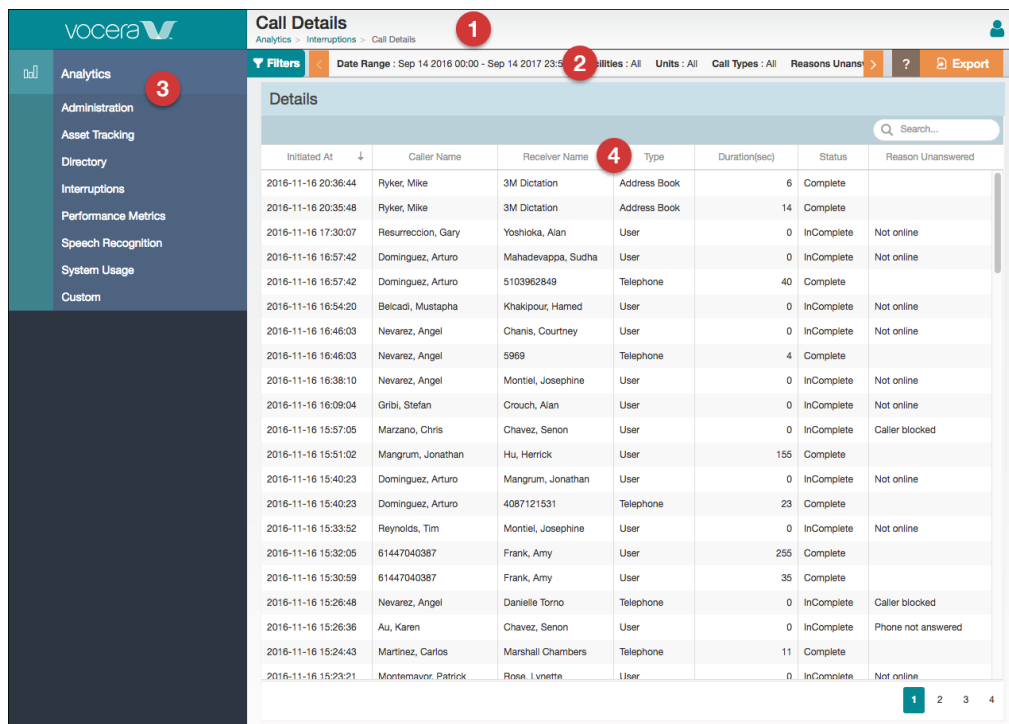 vocera
Call Details
1
Analytics > Interruptions > Call Details
Filters < Date Range : Sep 14 2016 00:00 - Sep 14 2017 23:5 2 cilities : All Units : All Call Types : All Reasons Unansw > ? Export
Analytics
3
Administration
Asset Tracking
Directory
Interruptions
Performance Metrics
Speech Recognition
System Usage
Custom
Details
Search...
4
Initiated At ↓ Caller Name Receiver Name Type Duration(sec) Status Reason Unanswered
2016-11-16 20:36:44 Ryker, Mike 3M Dictation Address Book 6 Complete
2016-11-16 20:35:48 Ryker, Mike 3M Dictation Address Book 14 Complete
2016-11-16 17:30:07 Resurreccion, Gary Yoshioka, Alan User 0 InComplete Not online
2016-11-16 16:57:42 Dominguez, Arturo Mahadevappa, Sudha User 0 InComplete Not online
2016-11-16 16:57:42 Dominguez, Arturo 5103962849 Telephone 40 Complete
2016-11-16 16:54:20 Belcadi, Mustapha Khakipour, Hamed User 0 InComplete Not online
2016-11-16 16:46:03 Nevarez, Angel Chanis, Courtney User 0 InComplete Not online
2016-11-16 16:46:03 Nevarez, Angel 5969 Telephone 4 Complete
2016-11-16 16:38:10 Nevarez, Angel Montiel, Josephine User 0 InComplete Not online
2016-11-16 16:09:04 Gribi, Stefan Crouch, Alan User 0 InComplete Not online
2016-11-16 15:57:05 Marzano, Chris Chavez, Senon User 0 InComplete Caller blocked
2016-11-16 15:51:02 Mangrum, Jonathan Hu, Herrick User 155 Complete
2016-11-16 15:40:23 Dominguez, Arturo Mangrum, Jonathan User 0 InComplete Not online
2016-11-16 15:40:23 Dominguez, Arturo 4087121531 Telephone 23 Complete
2016-11-16 15:33:52 Reynolds, Tim Montiel, Josephine User 0 InComplete Not online
2016-11-16 15:32:05 61447040387 Frank, Amy User 255 Complete
2016-11-16 15:30:59 61447040387 Frank, Amy User 35 Complete
2016-11-16 15:26:48 Nevarez, Angel Danielle Torno Telephone 0 InComplete Caller blocked
2016-11-16 15:26:36 Au, Karen Chavez, Senon User 0 InComplete Phone not answered
2016-11-16 15:24:43 Martinez, Carlos Marshall Chambers Telephone 11 Complete
2016-11-16 15:23:21 Montemayor, Patrick Rose, Lynette User 0 InComplete Not online
1 2 3 4